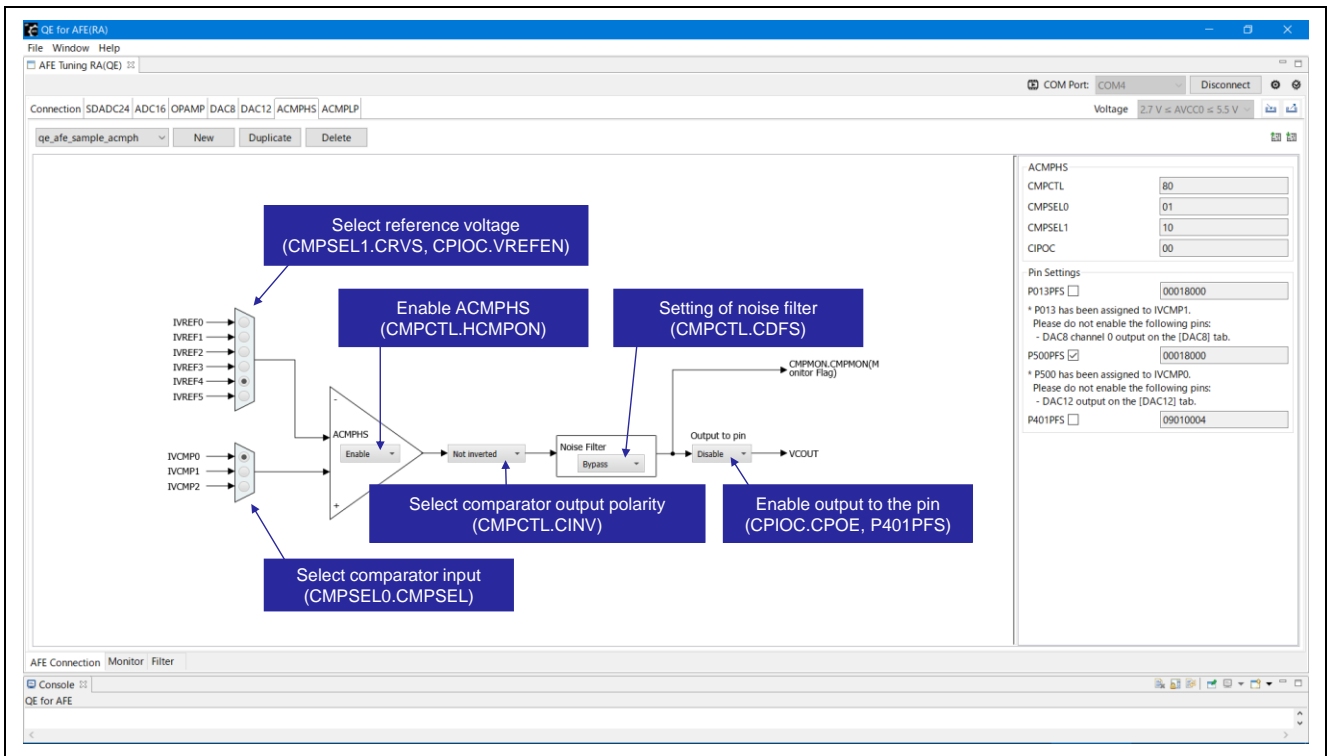 QE for AFE(RA)
File Window Help
AFE Tuning RA(QE)
COM Port: COM4 Disconnect
Connection SDADC24 ADC16 OPAMP DAC8 DAC12 ACMPHS ACMPLP
Voltage 2.7 V ≤ AVCC0 ≤ 5.5 V
qe_afe_sample_acmph New Duplicate Delete
Select reference voltage
(CMPSEL1.CRVS, CPIOC.VREFEN)
Enable ACMPHS
(CMPCTL.HCMPON)
Setting of noise filter
(CMPCTL.CDFS)
IVREF0
IVREF1
IVREF2
IVREF3
IVREF4
IVREF5
CMPMON.CMPMON(M
onitor Flag)
-
ACMPHS
Enable
+
IVCMP0
IVCMP1
IVCMP2
Not inverted
Noise Filter
Bypass
Output to pin
Disable
VCOUT
Select comparator output polarity
(CMPCTL.CINV)
Enable output to the pin
(CPIOC.CPOE, P401PFS)
Select comparator input
(CMPSEL0.CMPSEL)
ACMPHS
CMPCTL 80
CMPSEL0 01
CMPSEL1 10
CIPOC 00
Pin Settings
P013PFS 00018000
* P013 has been assigned to IVCMP1.
Please do not enable the following pins:
- DAC8 channel 0 output on the [DAC8] tab.
P500PFS 00018000
* P500 has been assigned to IVCMP0.
Please do not enable the following pins:
- DAC12 output on the [DAC12] tab.
P401PFS 09010004
AFE Connection Monitor Filter
Console
QE for AFE